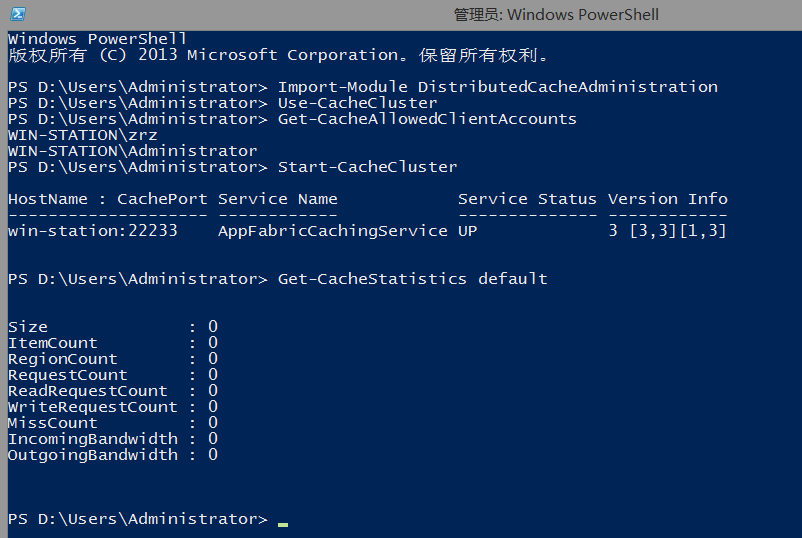 管理员: Windows PowerShell
Windows PowerShell
版权所有 (C) 2013 Microsoft Corporation。保留所有权利。
PS D:\Users\Administrator> Import-Module DistributedCacheAdministration
PS D:\Users\Administrator> Use-CacheCluster
PS D:\Users\Administrator> Get-CacheAllowedClientAccounts
WIN-STATION\zrz
WIN-STATION\Administrator
PS D:\Users\Administrator> Start-CacheCluster
HostName : CachePort Service Name            Service Status Version Info
-------------------- ------------            -------------- ------------
win-station:22233    AppFabricCachingService UP             3 [3,3][1,3]
PS D:\Users\Administrator> Get-CacheStatistics default
Size              : 0
ItemCount         : 0
RegionCount       : 0
RequestCount      : 0
ReadRequestCount  : 0
WriteRequestCount : 0
MissCount         : 0
IncomingBandwidth : 0
OutgoingBandwidth : 0
PS D:\Users\Administrator> _